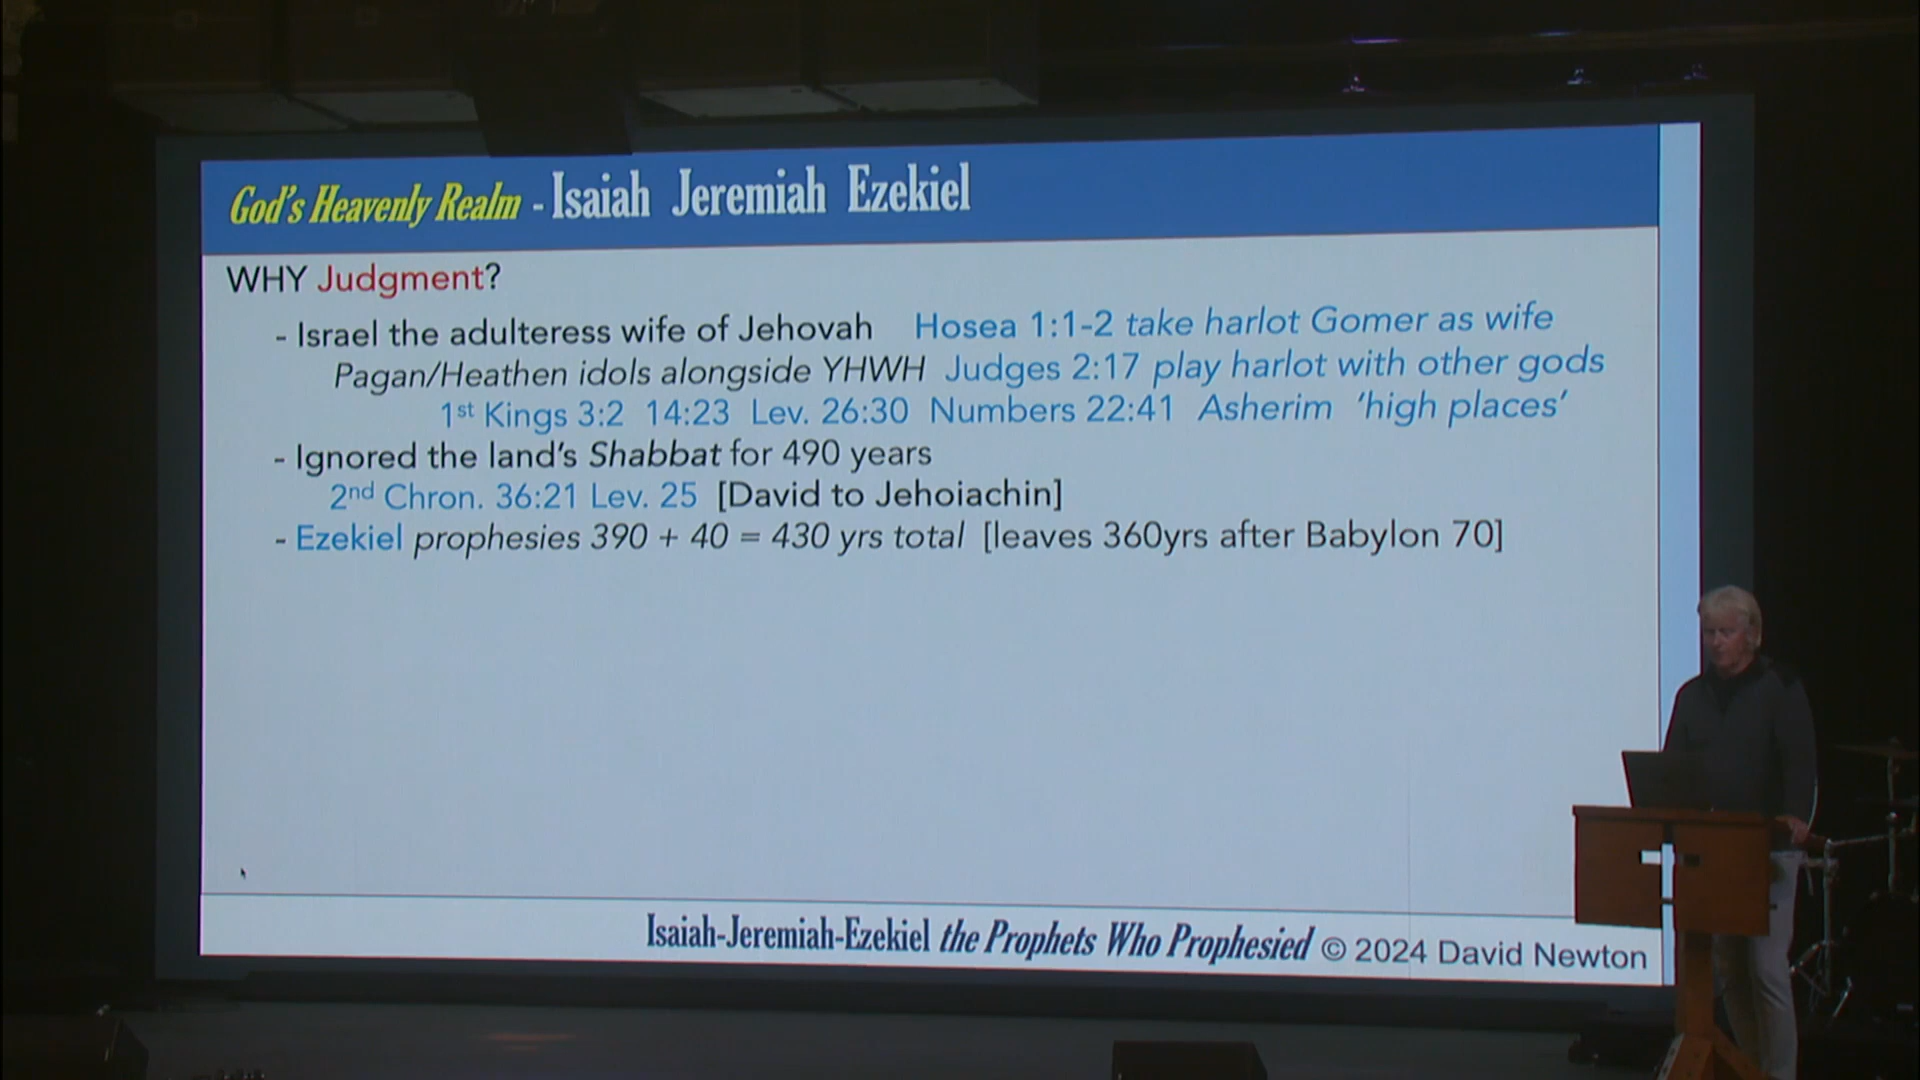 God's Heavenly Realm - Isaiah Jeremiah Ezekiel
WHY Judgment?
- Israel the adulteress wife of Jehovah Hosea 1:1-2 take harlot Gomer as wife
Pagan/Heathen idols alongside YHWH Judges 2:17 play harlot with other gods
1st Kings 3:2 14:23 Lev. 26:30 Numbers 22:41 Asherim 'high places'
- Ignored the land's Shabbat for 490 years
2nd Chron. 36:21 Lev. 25 [David to Jehoiachin]
- Ezekiel prophesies 390 + 40 = 430 yrs total [leaves 360yrs after Babylon 70]
Isaiah-Jeremiah-Ezekiel the Prophets Who Prophesied © 2024 David Newton